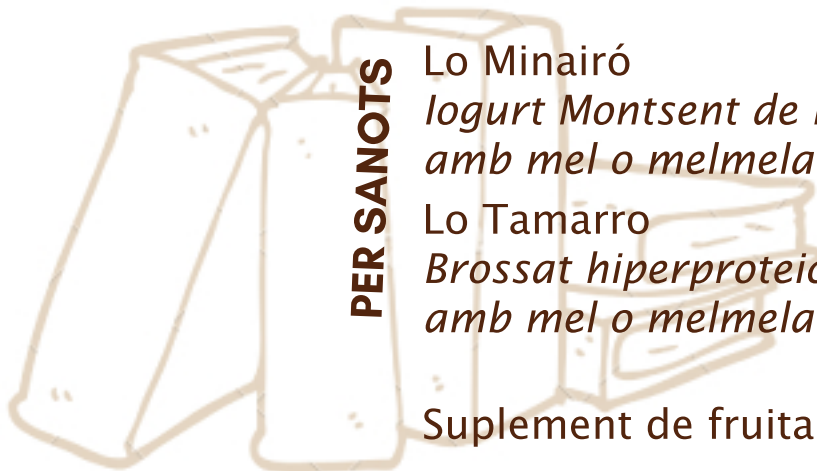 PER SANOTS
Lo Minairó
Iogurt Montsent de
amb mel o melmela
Lo Tamarro
Brossat hiperproteic
amb mel o melmela
Suplement de fruita